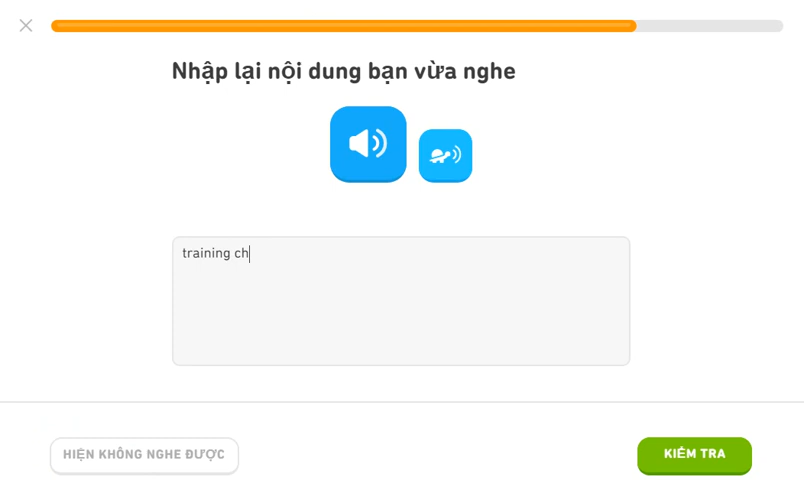 Nhập lại nội dung bạn vừa nghe
training ch
HIỆN KHÔNG NGHE ĐƯỢC
KIỂM TRA